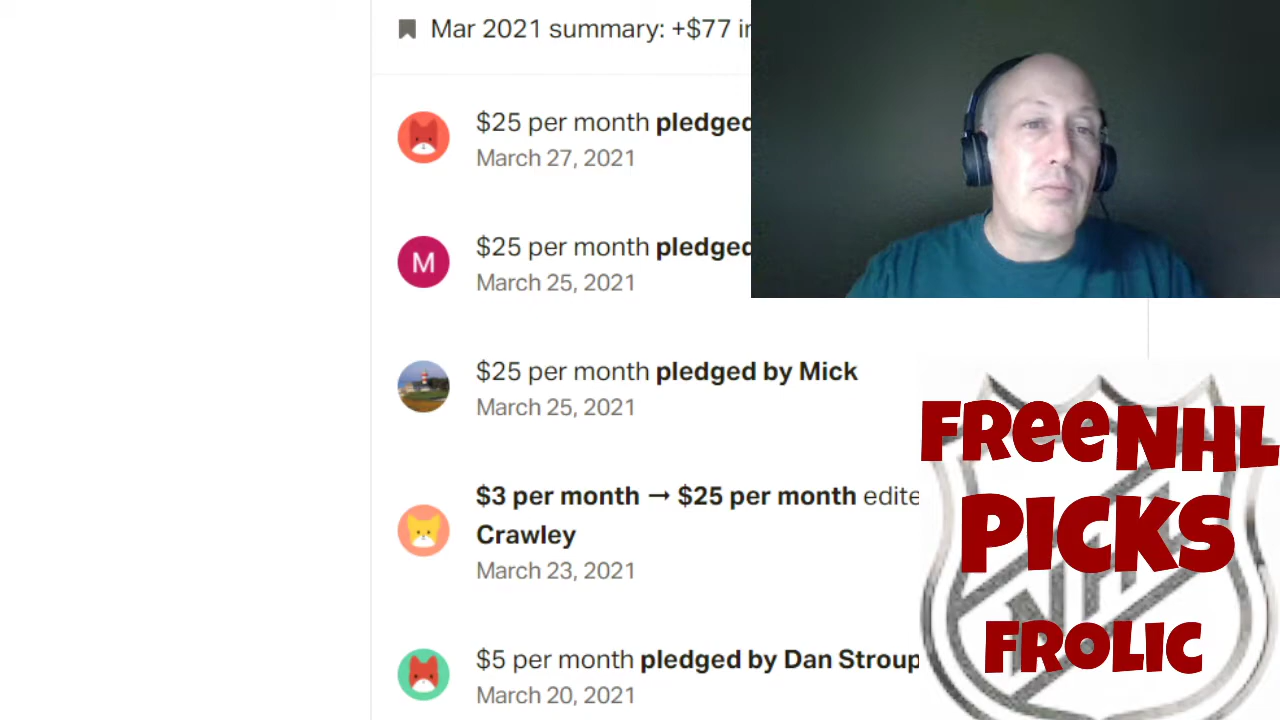 Mar 2021 summary: +$77 in
$25 per month pledged
March 27, 2021
M
$25 per month pledged
March 25, 2021
$25 per month pledged by Mick
March 25, 2021
$3 per month → $25 per month edite
Crawley
March 23, 2021
$5 per month pledged by Dan Stroup
March 20, 2021
FReeNHL
PICKS
NHL
FROLIC